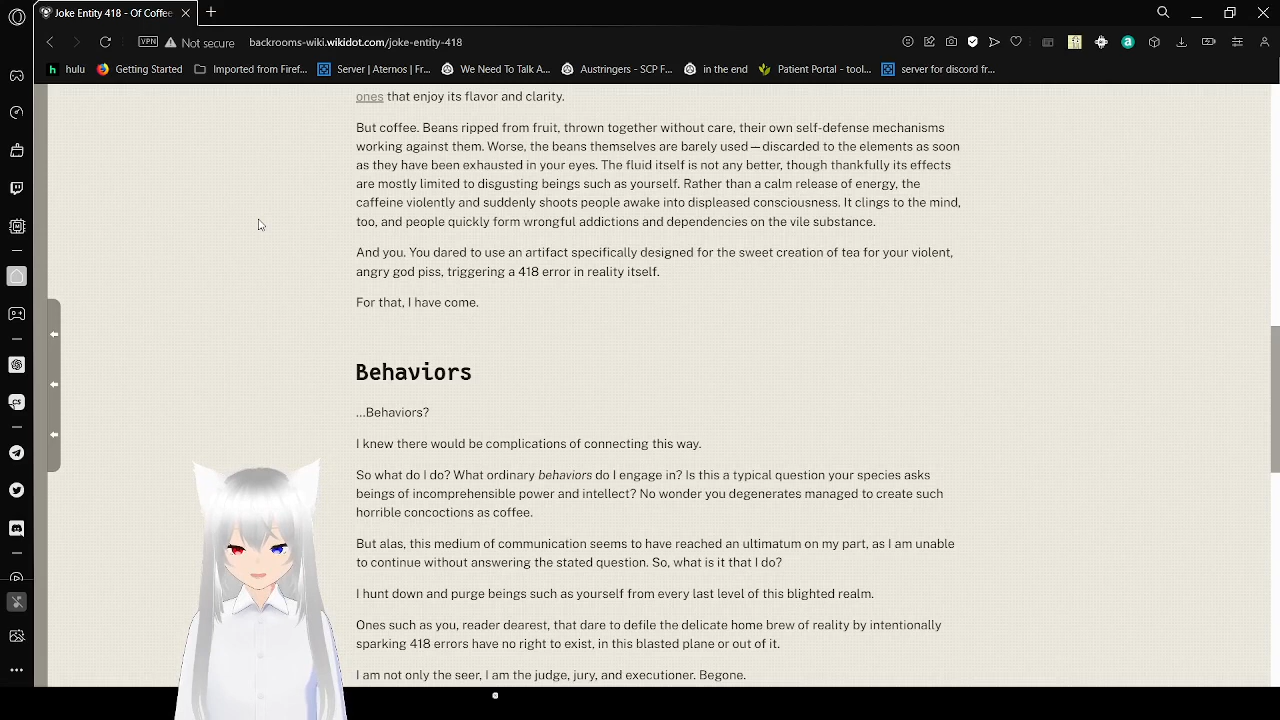 Joke Entity 418 - Of Coffee
VPN Not secure backrooms-wiki.wikidot.com/joke-entity-418
hulu Getting Started Imported from Firef... Server | Aternos | Fr... We Need To Talk A... Austringers - SCP F... in the end Patient Portal - tool... server for discord fr...
ones that enjoy its flavor and clarity.
But coffee. Beans ripped from fruit, thrown together without care, their own self-defense mechanisms
working against them. Worse, the beans themselves are barely used—discarded to the elements as soon
as they have been exhausted in your eyes. The fluid itself is not any better, though thankfully its effects
are mostly limited to disgusting beings such as yourself. Rather than a calm release of energy, the
caffeine violently and suddenly shoots people awake into displeased consciousness. It clings to the mind,
too, and people quickly form wrongful addictions and dependencies on the vile substance.
And you. You dared to use an artifact specifically designed for the sweet creation of tea for your violent,
angry god piss, triggering a 418 error in reality itself.
For that, I have come.
Behaviors
...Behaviors?
I knew there would be complications of connecting this way.
So what do I do? What ordinary behaviors do I engage in? Is this a typical question your species asks
beings of incomprehensible power and intellect? No wonder you degenerates managed to create such
horrible concoctions as coffee.
But alas, this medium of communication seems to have reached an ultimatum on my part, as I am unable
to continue without answering the stated question. So, what is it that I do?
I hunt down and purge beings such as yourself from every last level of this blighted realm.
Ones such as you, reader dearest, that dare to defile the delicate home brew of reality by intentionally
sparking 418 errors have no right to exist, in this blasted plane or out of it.
I am not only the seer, I am the judge, jury, and executioner. Begone.